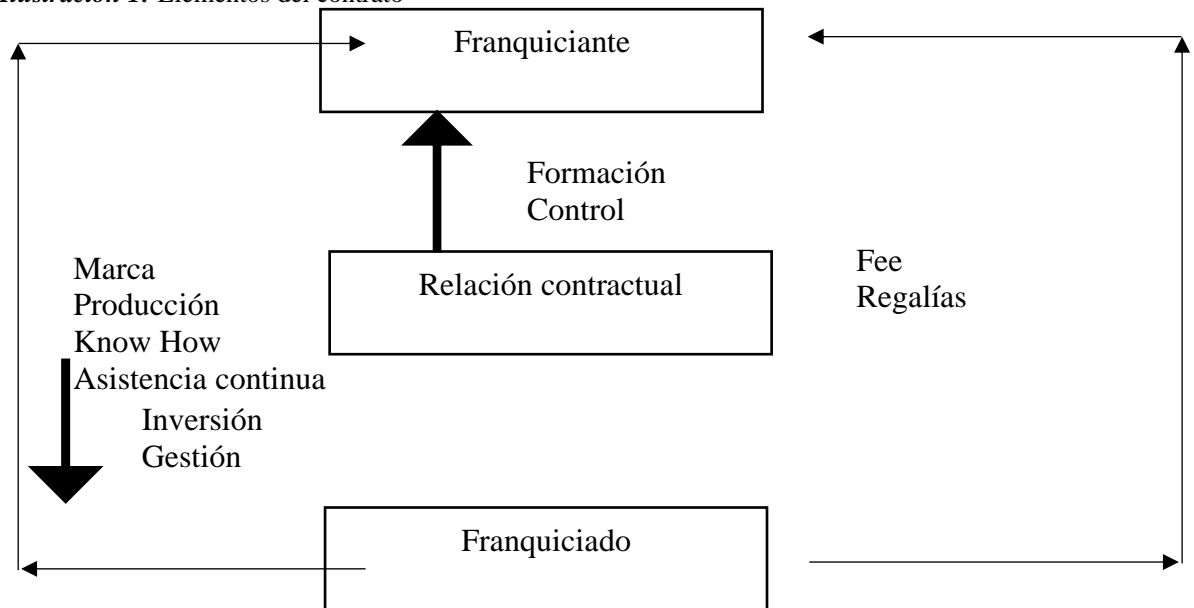 Ilustración 1: Elementos del contrato
Franquiciante
Formación
Control
Relación contractual
Fee
Regalías
Marca
Producción
Know How
Asistencia continua
Inversión
Gestión
Franquiciado